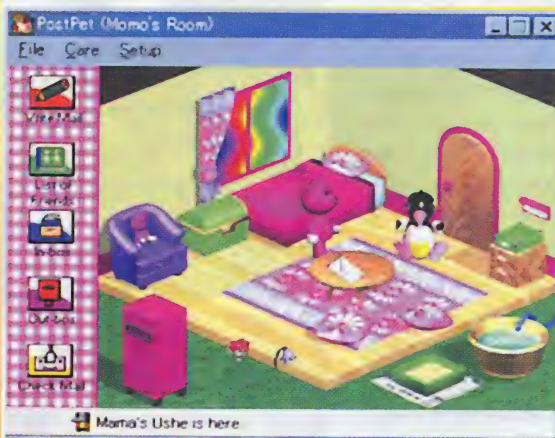 PostPet (Momo's Room)
File Care Setup
Write Mail
List of
Friends
In-box
Out-box
Check Mail
Mama's Ushe is here